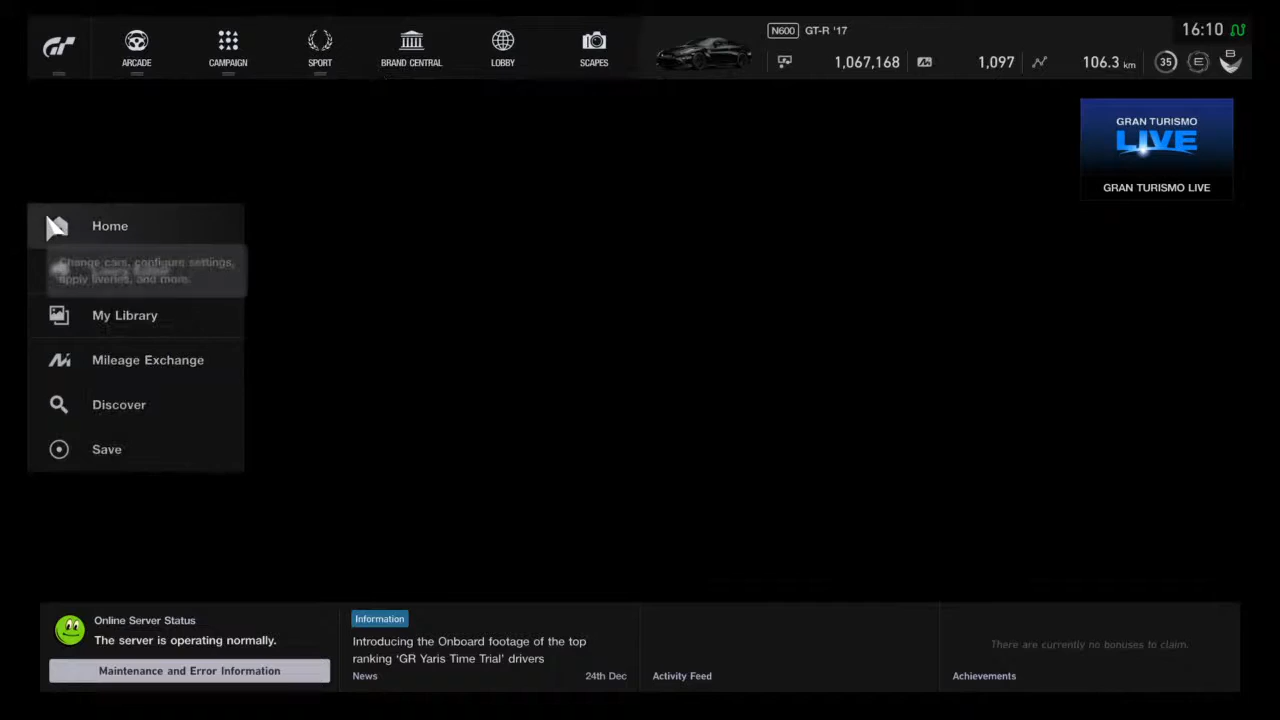 N600 GT-R '17
16:10
ARCADE
CAMPAIGN
SPORT
BRAND CENTRAL
LOBBY
SCAPES
1,067,168
1,097
106.3 km
35
E
B
GRAN TURISMO
LIVE
GRAN TURISMO LIVE
Home
Change cars, configure settings,
apply liveries, and more.
My Library
Mileage Exchange
Discover
Save
Online Server Status
The server is operating normally.
Maintenance and Error Information
Information
Introducing the Onboard footage of the top
ranking ‘GR Yaris Time Trial’ drivers
News
24th Dec
Activity Feed
There are currently no bonuses to claim.
Achievements